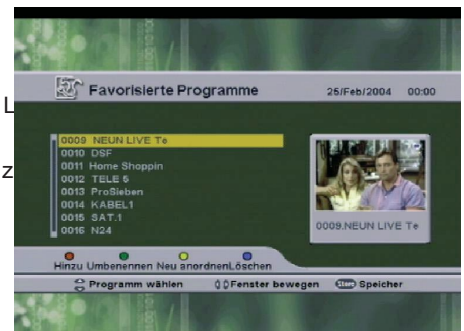 Favorisierte Programme 25/Feb/2004 00:00
L
z
0009 NEUN LIVE Te
0010 DSF
0011 Home Shoppin
0012 TELE 5
0013 ProSieben
0014 KABEL1
0015 SAT.1
0016 N24
0009.NEUN LIVE Te
Hinzu Umbenennen Neu anordnenLöschen
Programm wählen Fenster bewegen Speicher